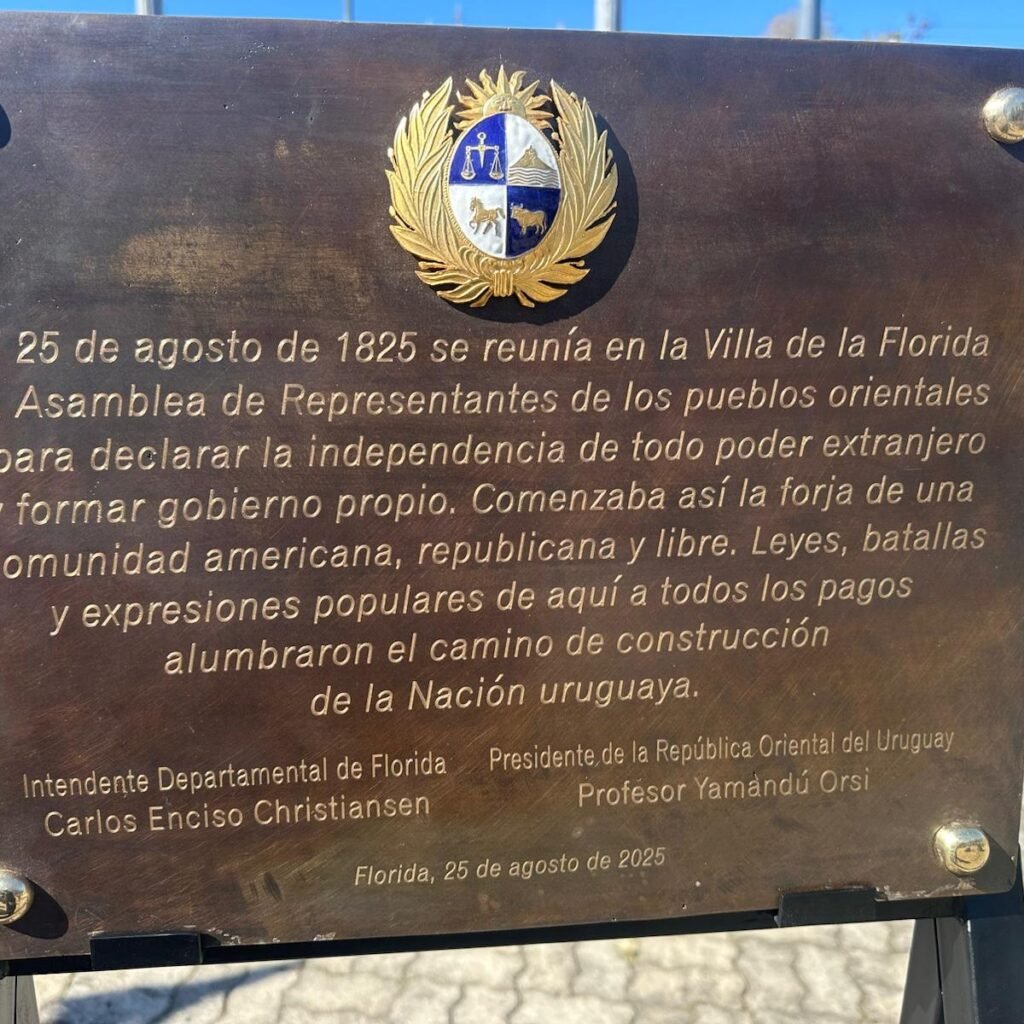 25 de agosto de 1825 se reunía en la Villa de la Florida
Asamblea de Representantes de los pueblos orientales
para declarar la independencia de todo poder extranjero
y formar gobierno propio. Comenzaba así la forja de una
omunidad americana, republicana y libre. Leyes, batallas
y expresiones populares de aquí a todos los pagos
alumbraron el camino de construcción
de la Nación uruguaya.
Intendente Departamental de Florida
Carlos Enciso Christiansen
Presidente de la República Oriental del Uruguay
Profesor Yamandú Orsi
Florida, 25 de agosto de 2025